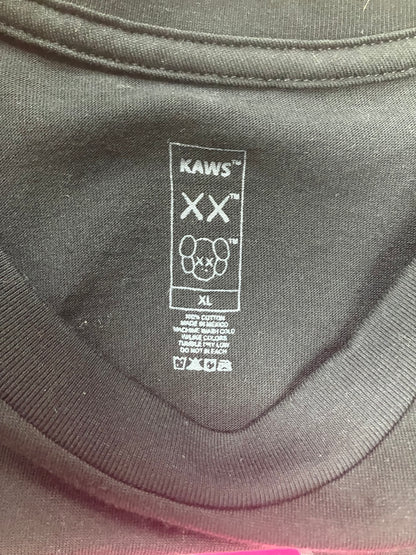 KAWS™
XX™
™
XL
100% COTTON
MADE IN MEXICO
MACHINE WASH COLD
W/LIKE COLORS
TUMBLE DRY LOW
DO NOT BLEACH